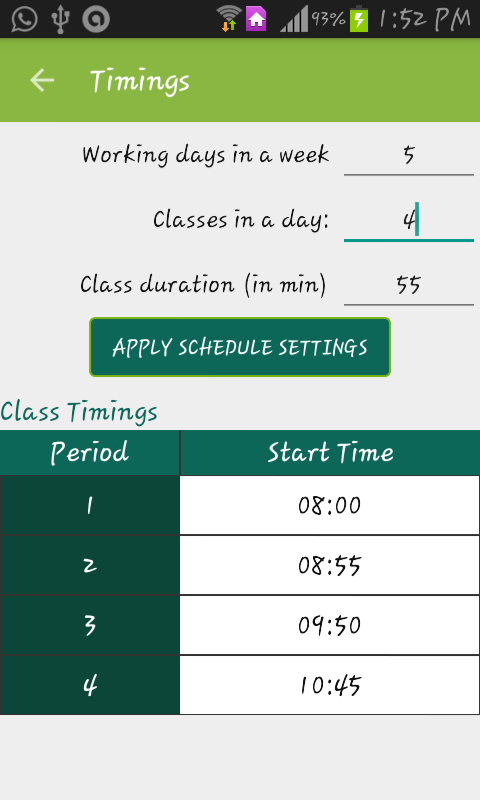 93% 1:52 PM
Timings
Working days in a week 5
Classes in a day: 4
Class duration (in min) 55
APPLY SCHEDULE SETTINGS
Class Timings
Period Start Time
1 08:00
2 08:55
3 09:50
4 10:45